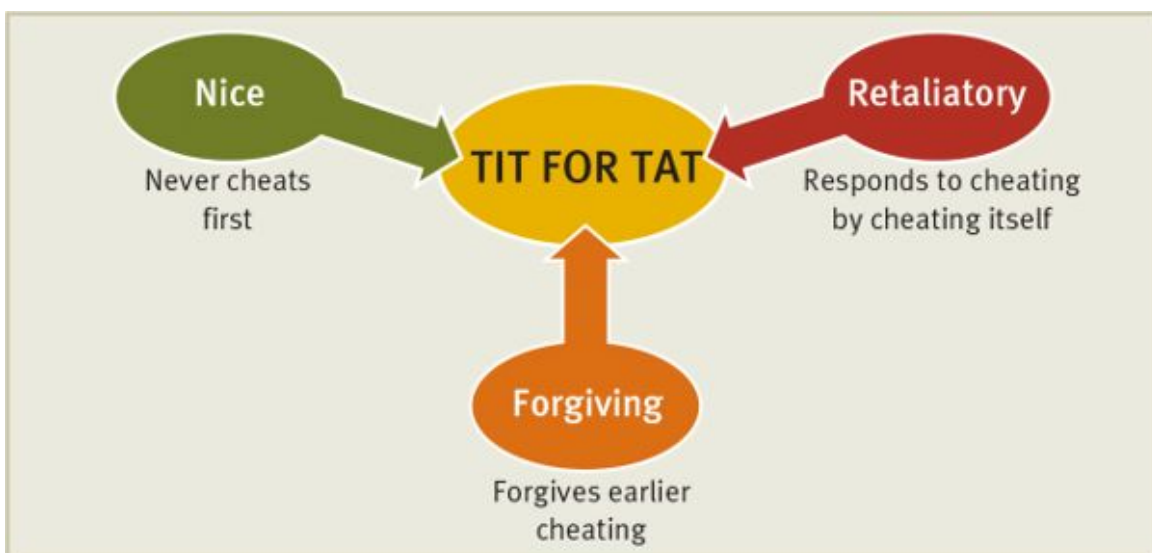 Nice
Never cheats
first
TIT FOR TAT
Retaliatory
Responds to cheating
by cheating itself
Forgiving
Forgives earlier
cheating